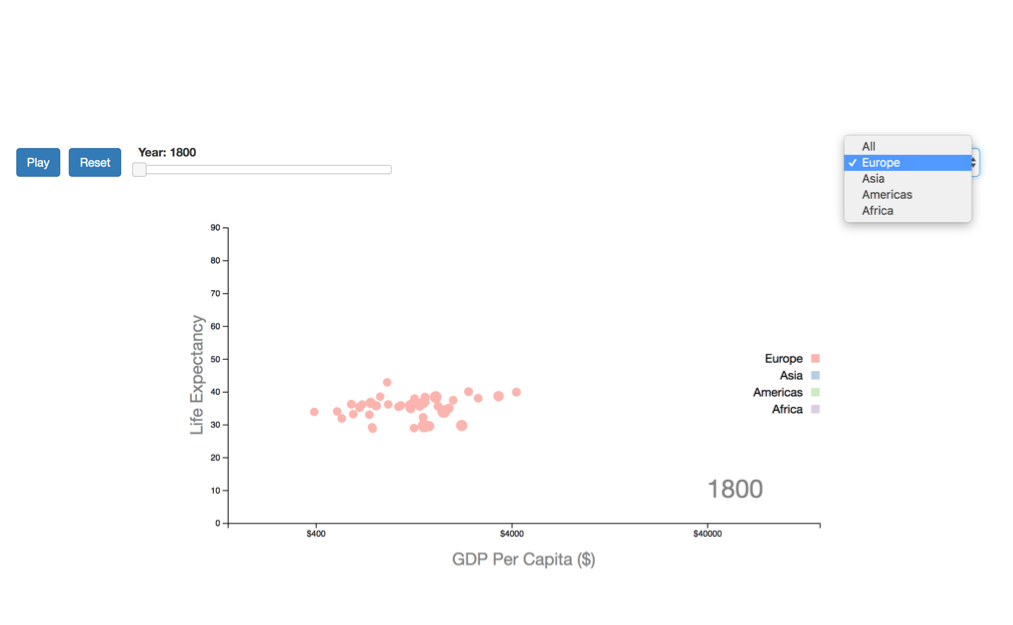 Play
Reset
Year: 1800
All
✓ Europe
Asia
Americas
Africa
90
80
70
60
50
40
30
20
10
0
Life Expectancy
Europe
Asia
Americas
Africa
1800
$400
$4000
$40000
GDP Per Capita ($)